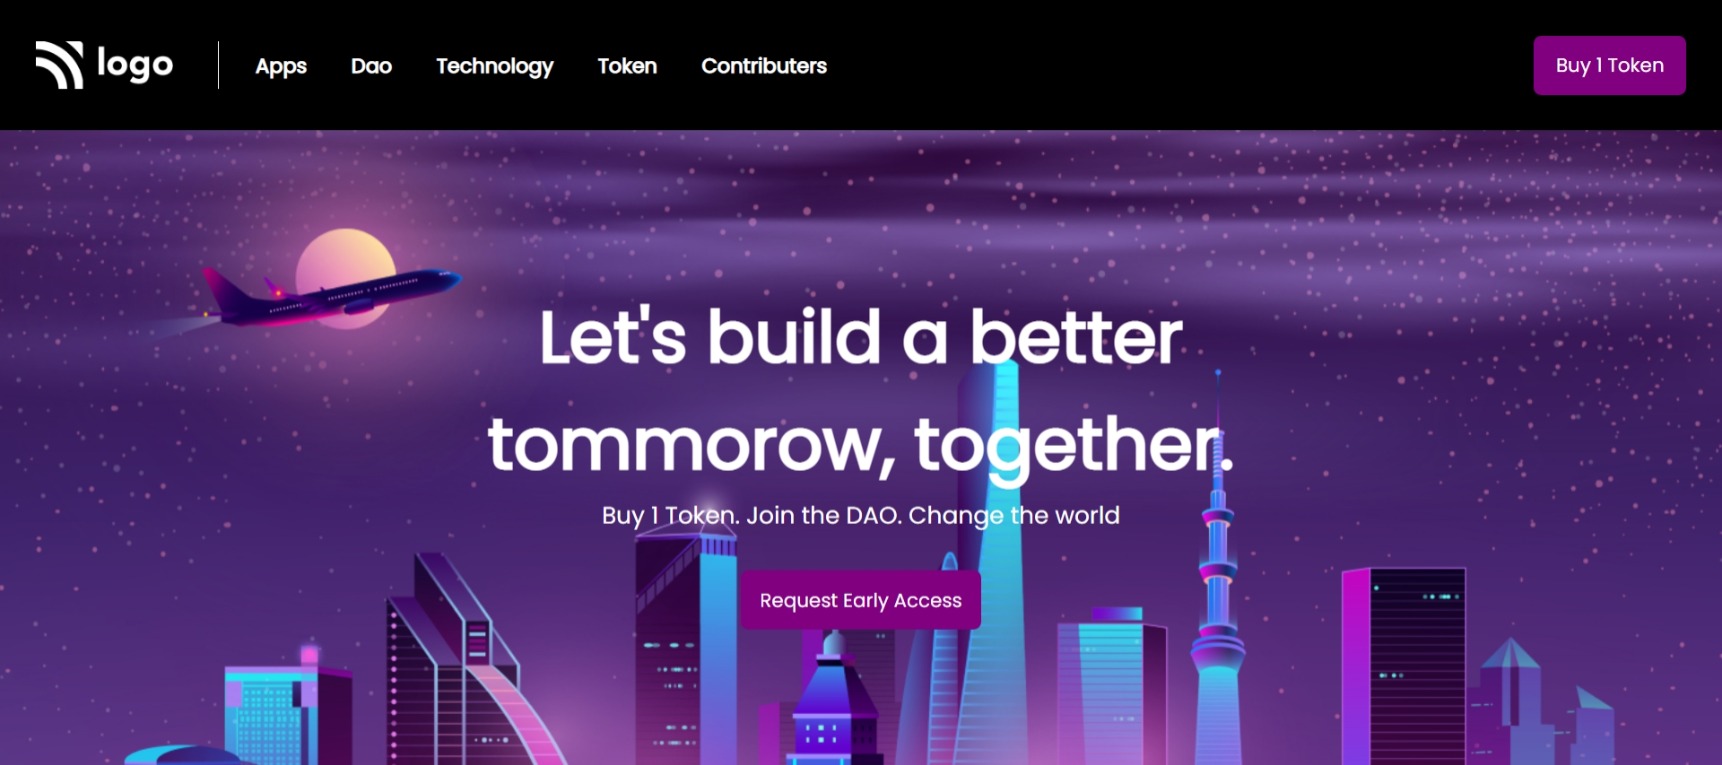 logo
Apps Dao Technology Token Contributers
Buy 1 Token
Let's build a better
tommorow, together.
Buy 1 Token. Join the DAO. Change the world
Request Early Access